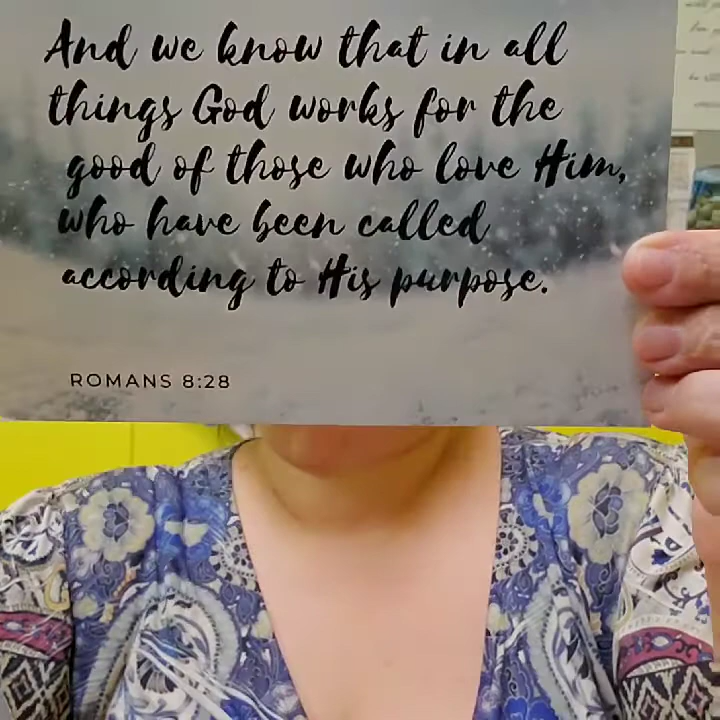 And we know that in all
things God works for the
good of those who love Him,
who have been called
according to His purpose.
ROMANS 8:28